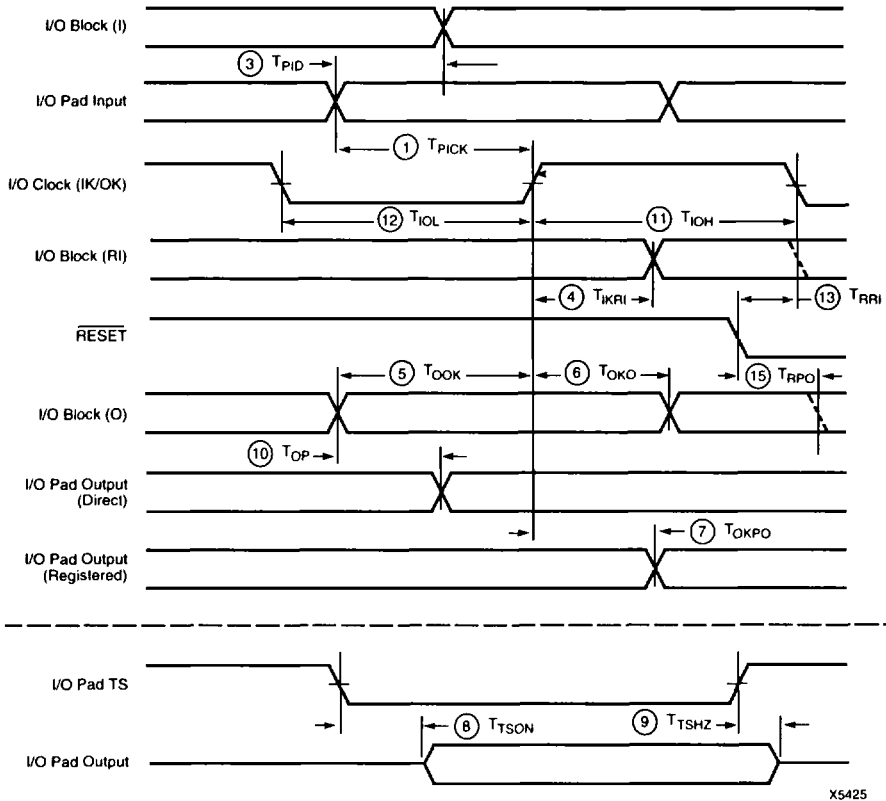 I/O Block (I)
③ TPID
I/O Pad Input
① TPICK
I/O Clock (IK/OK)
⑫ TIOL
⑪ TIOH
I/O Block (RI)
④ TIKRI
⑬ TRRI
RESET
⑤ TOOK
⑥ TOKO
⑮ TRPO
I/O Block (O)
⑩ TOP
I/O Pad Output
(Direct)
⑦ TOKPO
I/O Pad Output
(Registered)
I/O Pad TS
⑧ TTSON
⑨ TTSHZ
I/O Pad Output
X5425